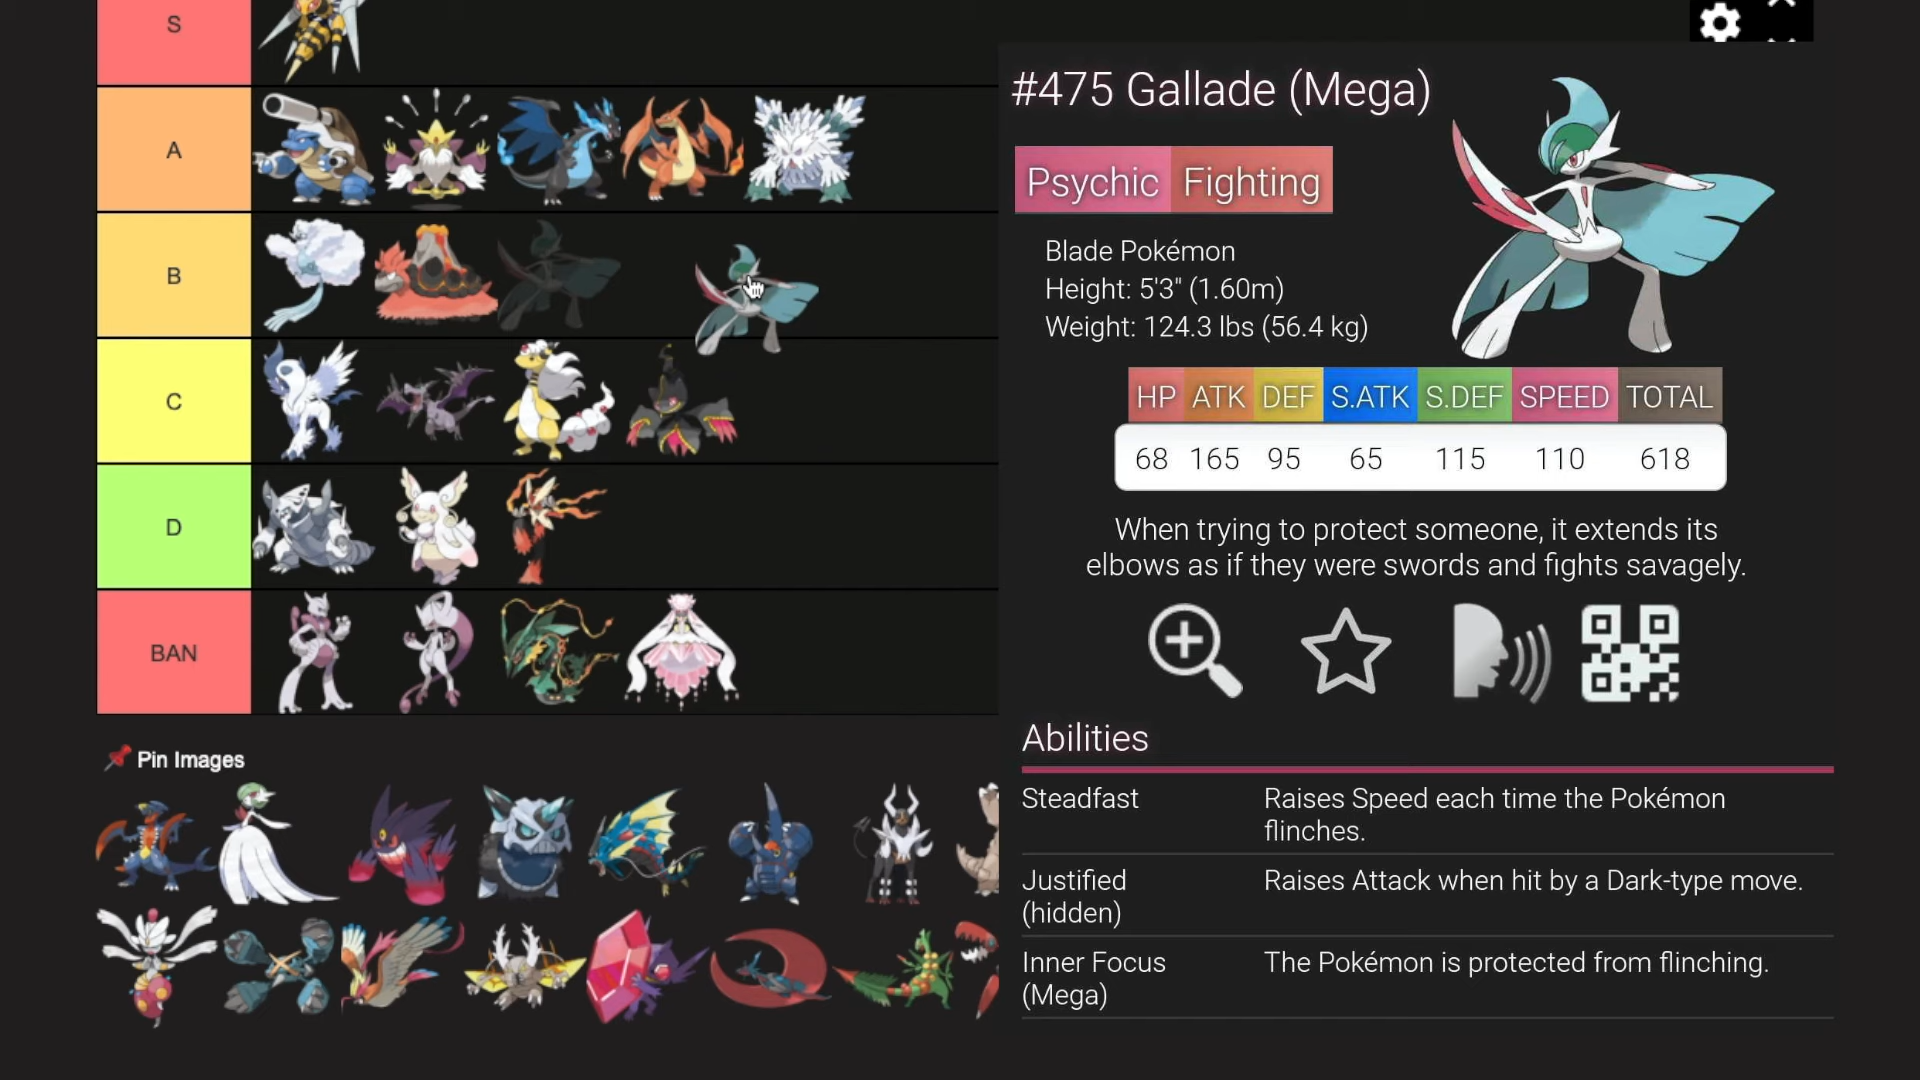 S
A
B
C
D
BAN
Pin Images
#475 Gallade (Mega)
Psychic Fighting
Blade Pokémon
Height: 5'3" (1.60m)
Weight: 124.3 lbs (56.4 kg)
HP ATK DEF S.ATK S.DEF SPEED TOTAL
68 165 95 65 115 110 618
When trying to protect someone, it extends its
elbows as if they were swords and fights savagely.
Abilities
Steadfast Raises Speed each time the Pokémon
flinches.
Justified Raises Attack when hit by a Dark-type move.
(hidden)
Inner Focus The Pokémon is protected from flinching.
(Mega)